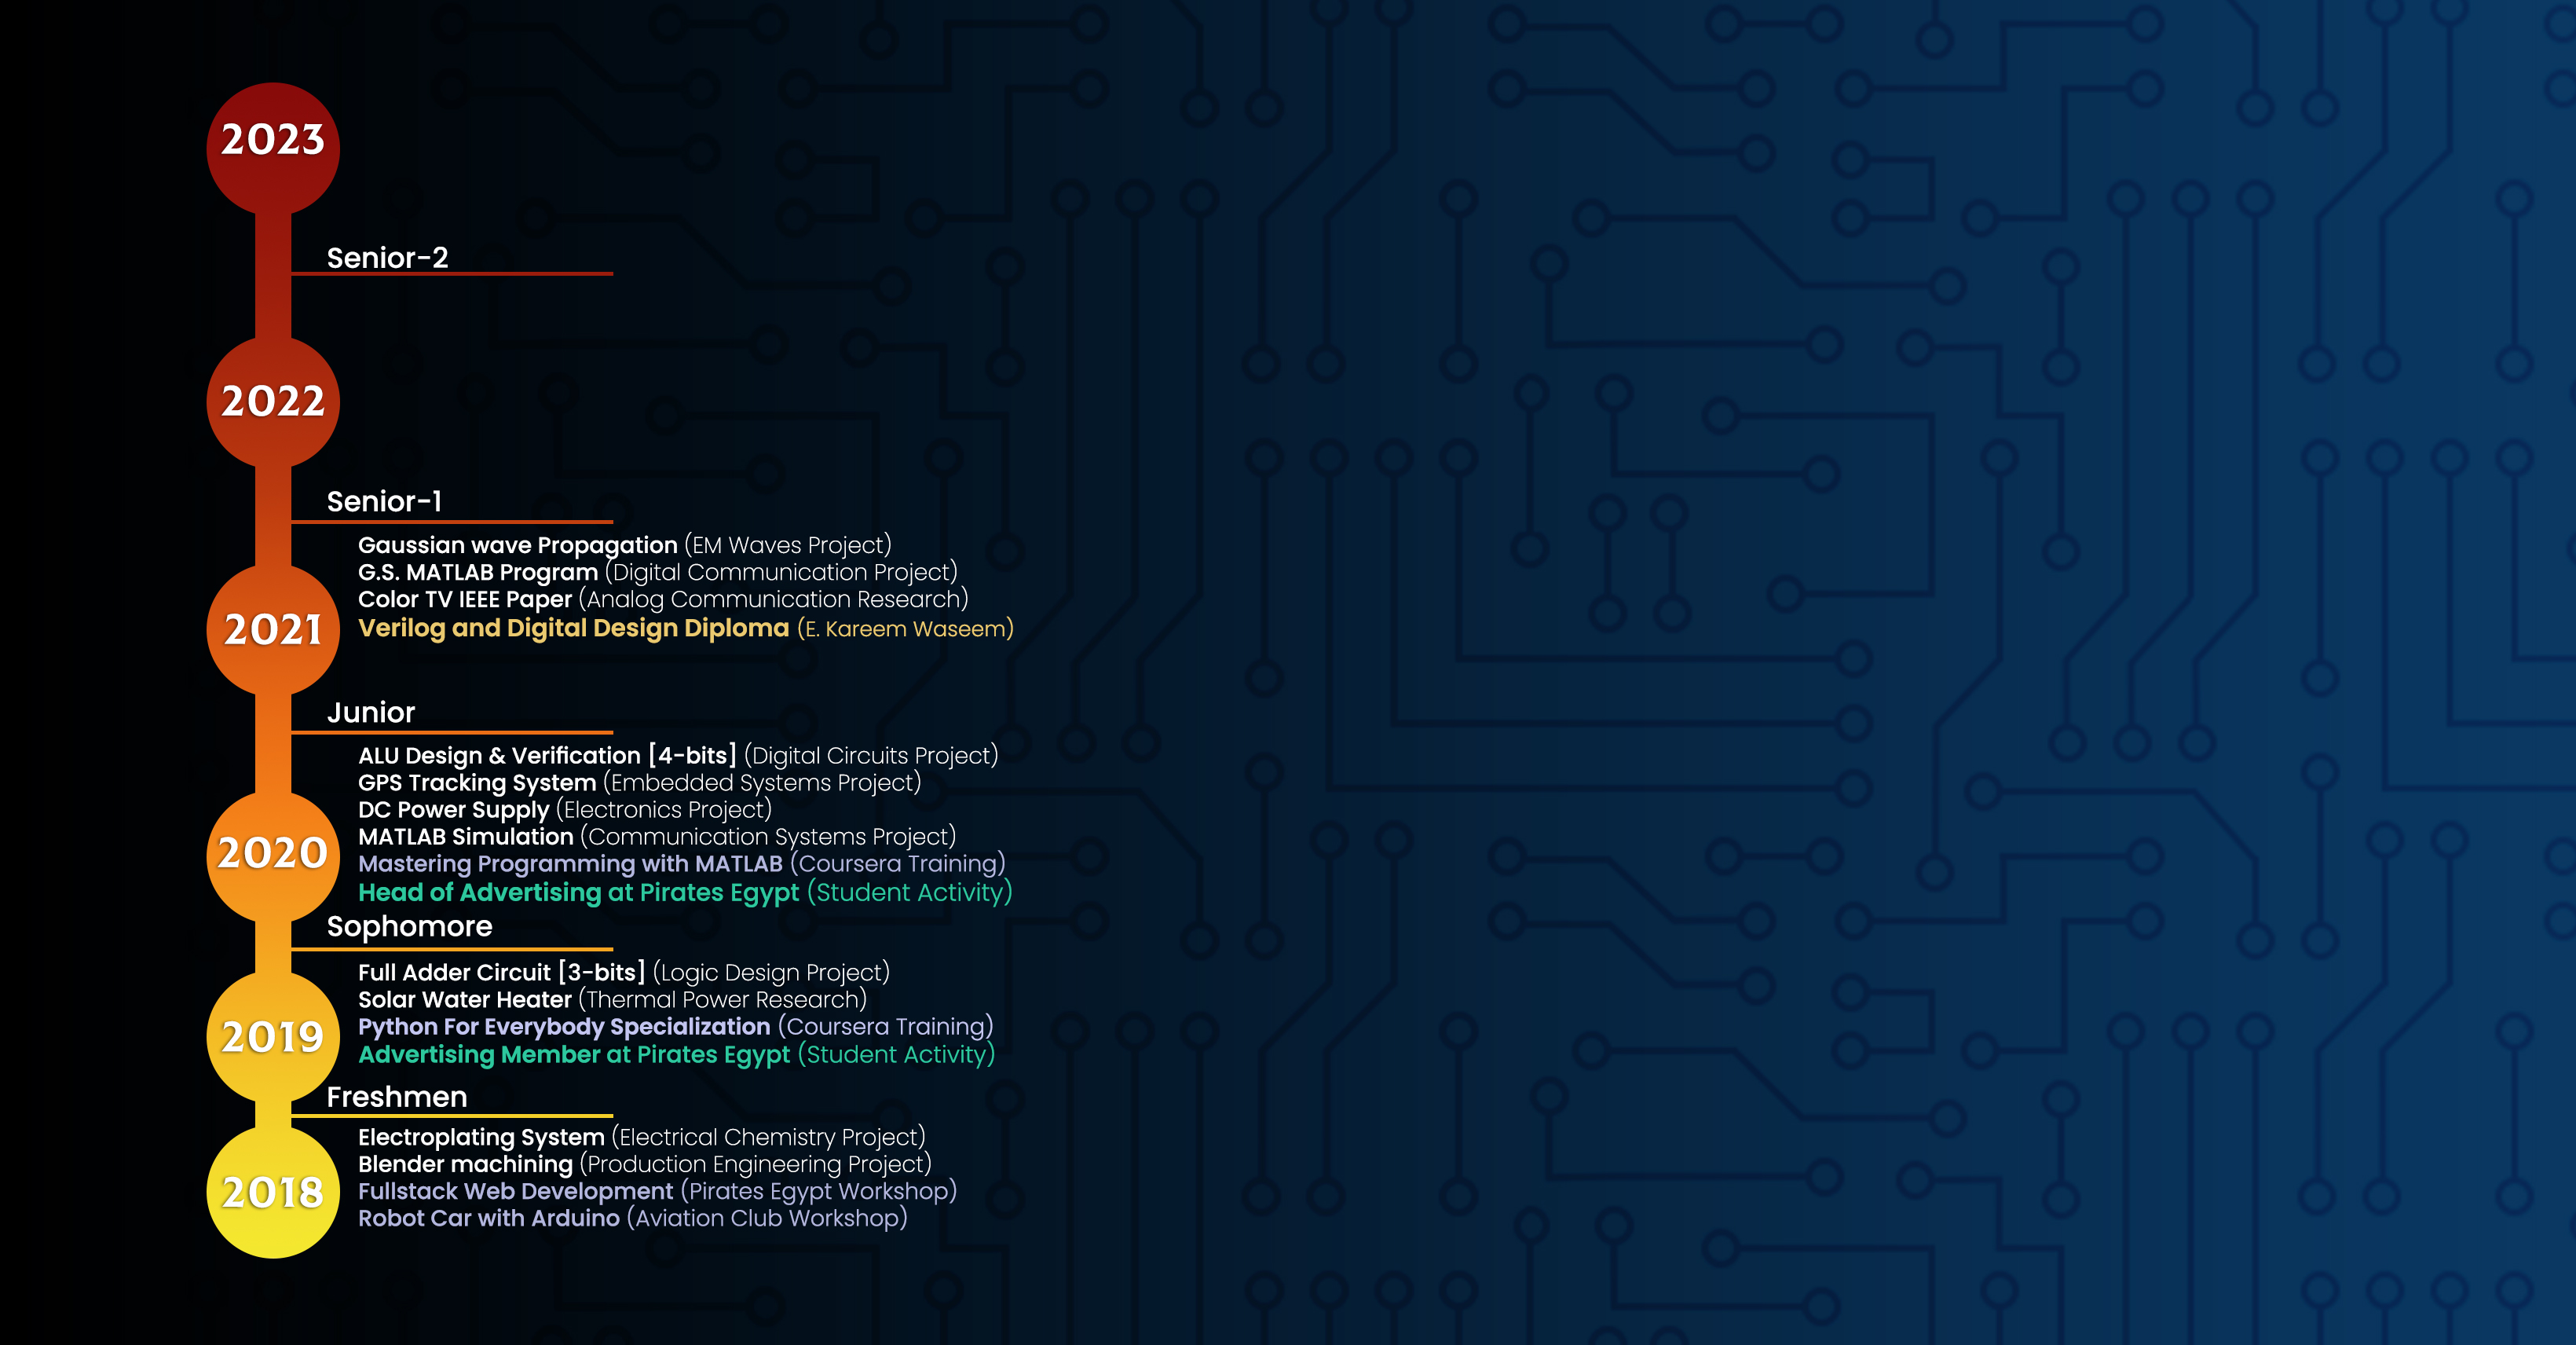 2023
Senior-2
2022
Senior-1
Gaussian wave Propagation (EM Waves Project)
G.S. MATLAB Program (Digital Communication Project)
Color TV IEEE Paper (Analog Communication Research)
Verilog and Digital Design Diploma (E. Kareem Waseem)
2021
Junior
ALU Design & Verification [4-bits] (Digital Circuits Project)
GPS Tracking System (Embedded Systems Project)
DC Power Supply (Electronics Project)
MATLAB Simulation (Communication Systems Project)
Mastering Programming with MATLAB (Coursera Training)
Head of Advertising at Pirates Egypt (Student Activity)
2020
Sophomore
Full Adder Circuit [3-bits] (Logic Design Project)
Solar Water Heater (Thermal Power Research)
Python For Everybody Specialization (Coursera Training)
Advertising Member at Pirates Egypt (Student Activity)
2019
Freshmen
Electroplating System (Electrical Chemistry Project)
Blender machining (Production Engineering Project)
Fullstack Web Development (Pirates Egypt Workshop)
Robot Car with Arduino (Aviation Club Workshop)
2018